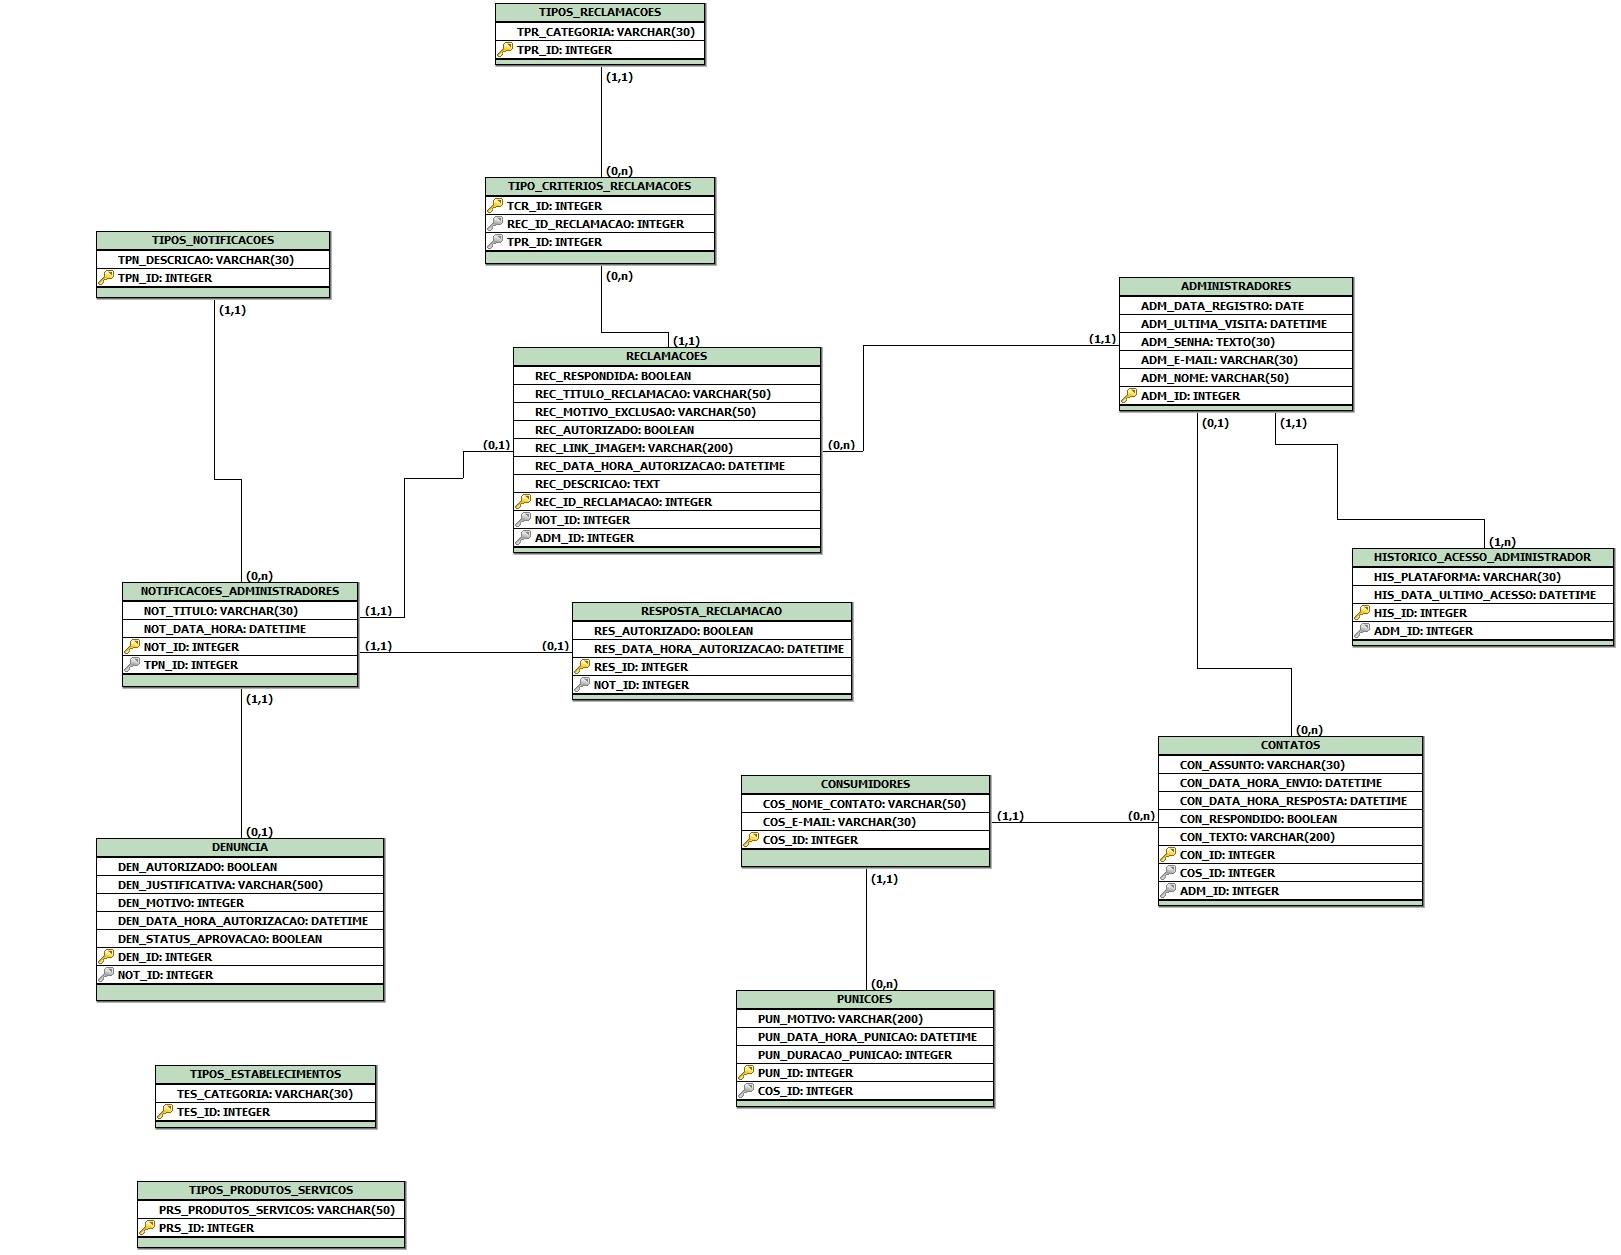 TIPOS_RECLAMACOES
TPR_CATEGORIA: VARCHAR(30)
TPR_ID: INTEGER
(1,1)
(0,n)
TIPO_CRITERIOS_RECLAMACOES
TCR_ID: INTEGER
REC_ID_RECLAMACAO: INTEGER
TPR_ID: INTEGER
(0,n)
TIPOS_NOTIFICACOES
TPN_DESCRICAO: VARCHAR(30)
TPN_ID: INTEGER
(1,1)
(0,n)
(1,1)
RECLAMACOES
REC_RESPONDIDA: BOOLEAN
REC_TITULO_RECLAMACAO: VARCHAR(50)
REC_MOTIVO_EXCLUSAO: VARCHAR(50)
REC_AUTORIZADO: BOOLEAN
REC_LINK_IMAGEM: VARCHAR(200)
REC_DATA_HORA_AUTORIZACAO: DATETIME
REC_DESCRICAO: TEXT
REC_ID_RECLAMACAO: INTEGER
NOT_ID: INTEGER
ADM_ID: INTEGER
(0,1)
(0,n)
(1,1)
ADMINISTRADORES
ADM_DATA_REGISTRO: DATE
ADM_ULTIMA_VISITA: DATETIME
ADM_SENHA: TEXTO(30)
ADM_E-MAIL: VARCHAR(30)
ADM_NOME: VARCHAR(50)
ADM_ID: INTEGER
(0,1)
(1,1)
(1,n)
HISTORICO_ACESSO_ADMINISTRADOR
HIS_PLATAFORMA: VARCHAR(30)
HIS_DATA_ULTIMO_ACESSO: DATETIME
HIS_ID: INTEGER
ADM_ID: INTEGER
NOTIFICACOES_ADMINISTRADORES
NOT_TITULO: VARCHAR(30)
NOT_DATA_HORA: DATETIME
NOT_ID: INTEGER
TPN_ID: INTEGER
(1,1)
(1,1)
(1,1)
(0,1)
RESPOSTA_RECLAMACAO
RES_AUTORIZADO: BOOLEAN
RES_DATA_HORA_AUTORIZACAO: DATETIME
RES_ID: INTEGER
NOT_ID: INTEGER
(0,n)
CONTATOS
CON_ASSUNTO: VARCHAR(30)
CON_DATA_HORA_ENVIO: DATETIME
CON_DATA_HORA_RESPOSTA: DATETIME
CON_RESPONDIDO: BOOLEAN
CON_TEXTO: VARCHAR(200)
CON_ID: INTEGER
COS_ID: INTEGER
ADM_ID: INTEGER
CONSUMIDORES
COS_NOME_CONTATO: VARCHAR(50)
COS_E-MAIL: VARCHAR(30)
COS_ID: INTEGER
(1,1)
(0,n)
(1,1)
(0,1)
DENUNCIA
DEN_AUTORIZADO: BOOLEAN
DEN_JUSTIFICATIVA: VARCHAR(500)
DEN_MOTIVO: INTEGER
DEN_DATA_HORA_AUTORIZACAO: DATETIME
DEN_STATUS_APROVACAO: BOOLEAN
DEN_ID: INTEGER
NOT_ID: INTEGER
(0,n)
PUNICOES
PUN_MOTIVO: VARCHAR(200)
PUN_DATA_HORA_PUNICAO: DATETIME
PUN_DURACAO_PUNICAO: INTEGER
PUN_ID: INTEGER
COS_ID: INTEGER
TIPOS_ESTABELECIMENTOS
TES_CATEGORIA: VARCHAR(30)
TES_ID: INTEGER
TIPOS_PRODUTOS_SERVICOS
PRS_PRODUTOS_SERVICOS: VARCHAR(50)
PRS_ID: INTEGER